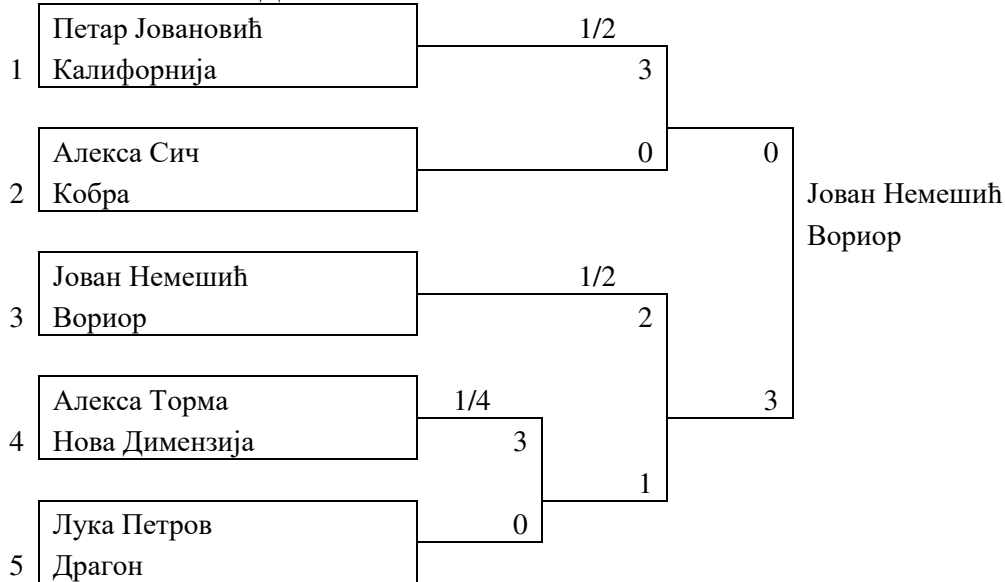 Петар Јовановић 1/2
1 Калифорнија 3
Алекса Сич 0 0
2 Кобра Јован Немешић
Вориор
Јован Немешић 1/2
3 Вориор 2
Алекса Торма 1/4 3
4 Нова Димензија 3
1
Лука Петров 0
5 Драгон